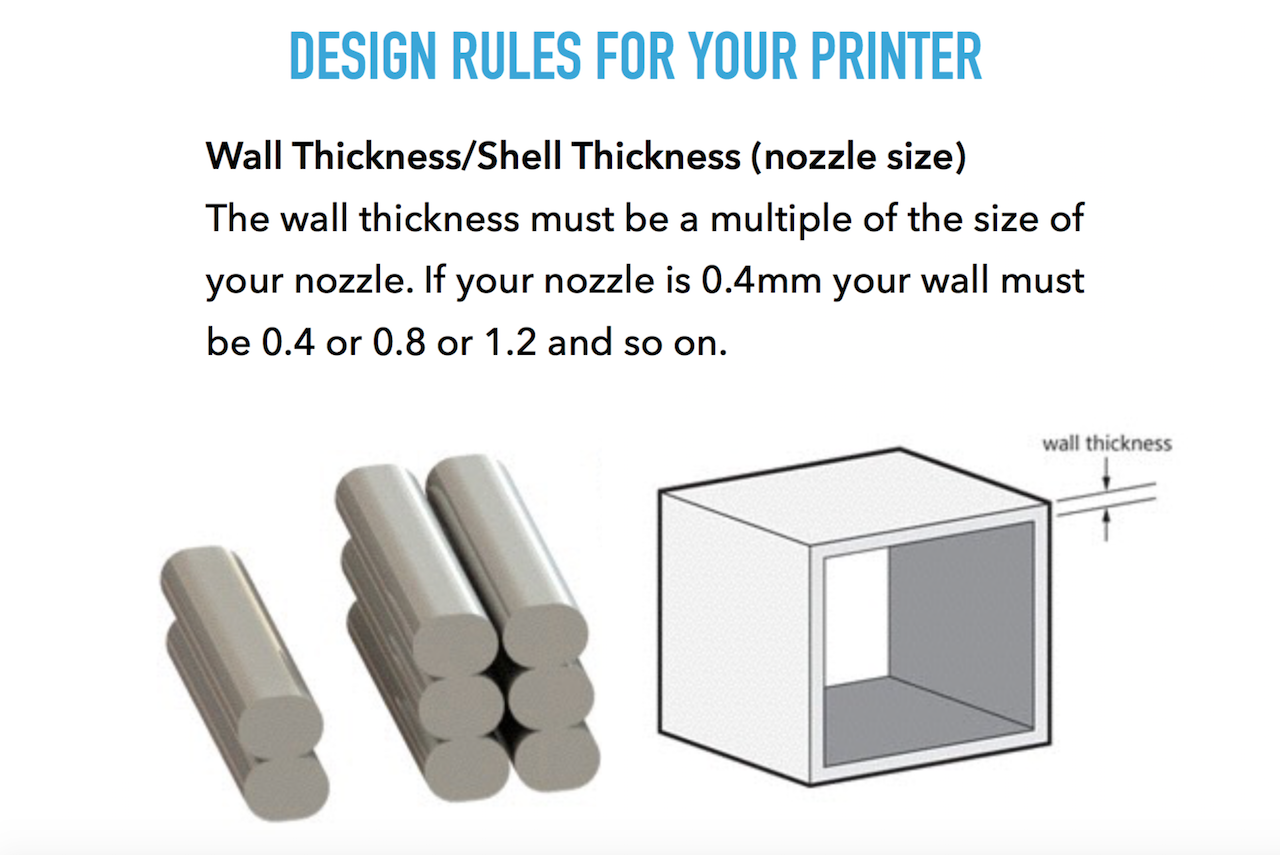 DESIGN RULES FOR YOUR PRINTER
Wall Thickness/Shell Thickness (nozzle size)
The wall thickness must be a multiple of the size of
your nozzle. If your nozzle is 0.4mm your wall must
be 0.4 or 0.8 or 1.2 and so on.
wall thickness